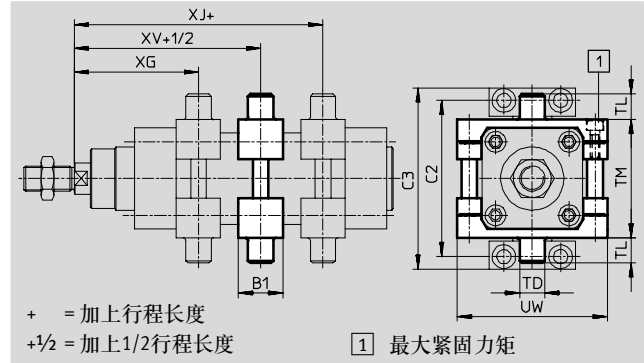 XJ+
XV+1/2
XG
1
TL
C3
C2
TM
B1
TD
TL
UW
+ = 加上行程长度
+½ = 加上1/2行程长度
1 最大紧固力矩